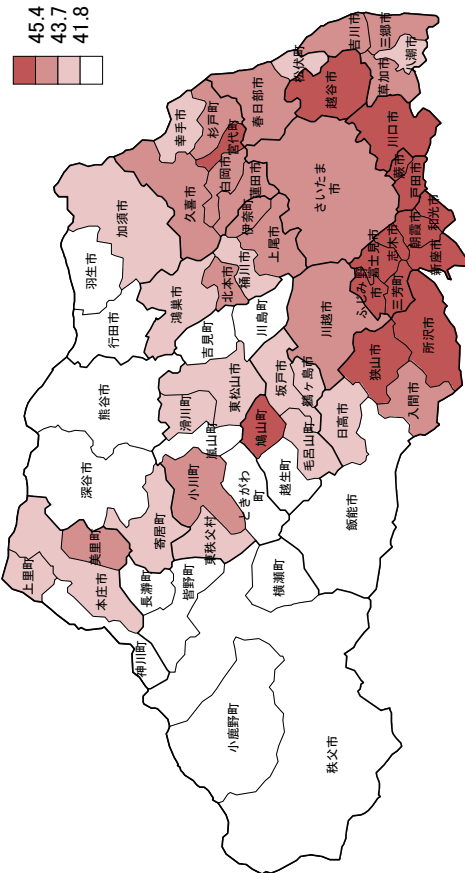 45.4
43.7
41.8
上里町
本庄市
美里町
神川町
深谷市
熊谷市
行田市
羽生市
加須市
寄居町
長瀞町
皆野町
小鹿野町
秩父市
横瀬町
東秩父村
小川町
嵐山町
滑川町
東松山市
吉見町
鴻巣市
北本市
桶川市
久喜市
幸手市
杉戸町
宮代町
白岡市
蓮田市
伊奈町
上尾市
春日部市
松伏町
越谷市
吉川市
三郷市
八潮市
草加市
川口市
さいたま
市
蕨市
戸田市
川島町
ときがわ
町
鳩山町
越生町
毛呂山町
坂戸市
鶴ヶ島市
川越市
日高市
飯能市
狭山市
入間市
所沢市
ふじみ野
市
富士見市
三芳町
志木市
朝霞市
和光市
新座市